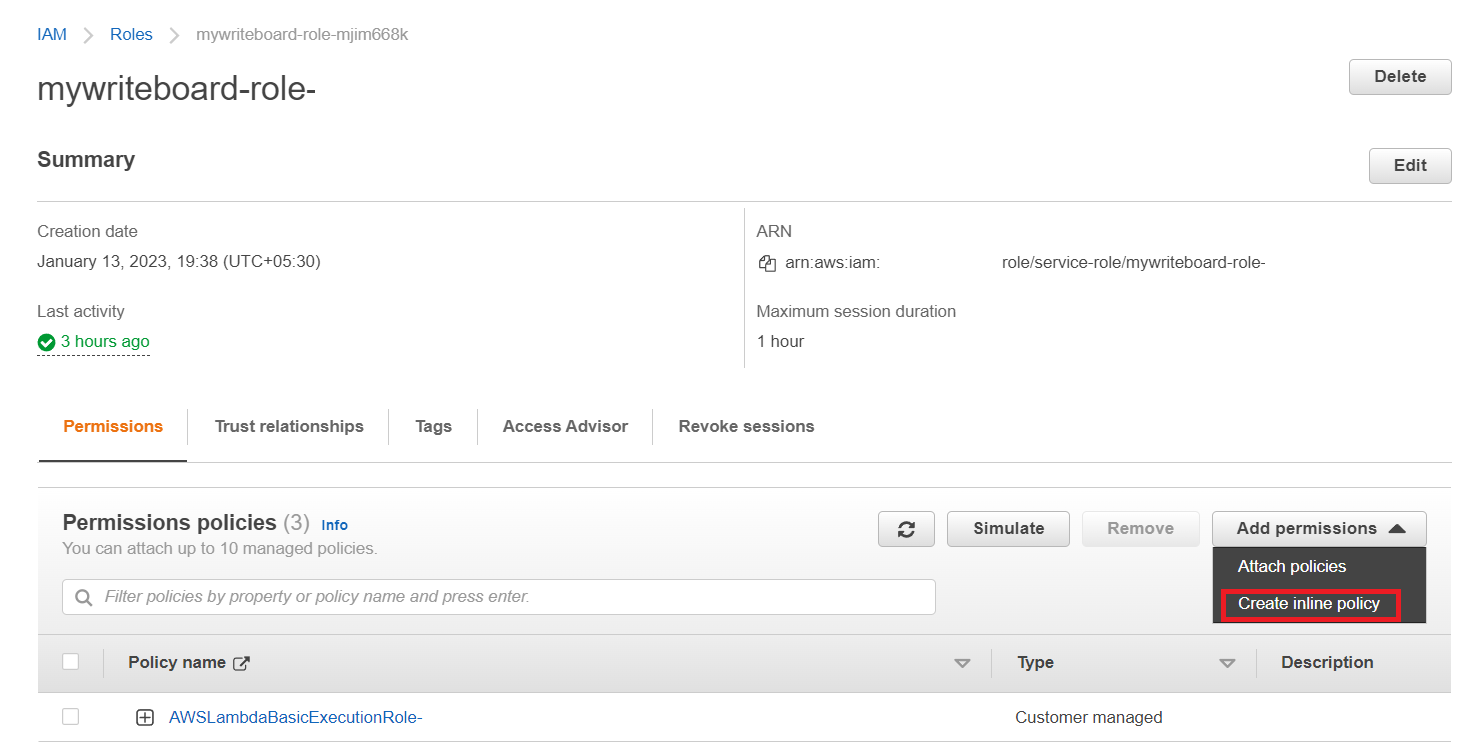 IAM > Roles > mywriteboard-role-mjim668k
mywriteboard-role-
Delete
Summary
Edit
Creation date
January 13, 2023, 19:38 (UTC+05:30)
ARN
arn:aws:iam: role/service-role/mywriteboard-role-
Last activity
3 hours ago
Maximum session duration
1 hour
Permissions
Trust relationships
Tags
Access Advisor
Revoke sessions
Permissions policies (3) Info
You can attach up to 10 managed policies.
Simulate
Remove
Add permissions
Attach policies
Create inline policy
Filter policies by property or policy name and press enter.
Policy name
Type
Description
AWSLambdaBasicExecutionRole-
Customer managed